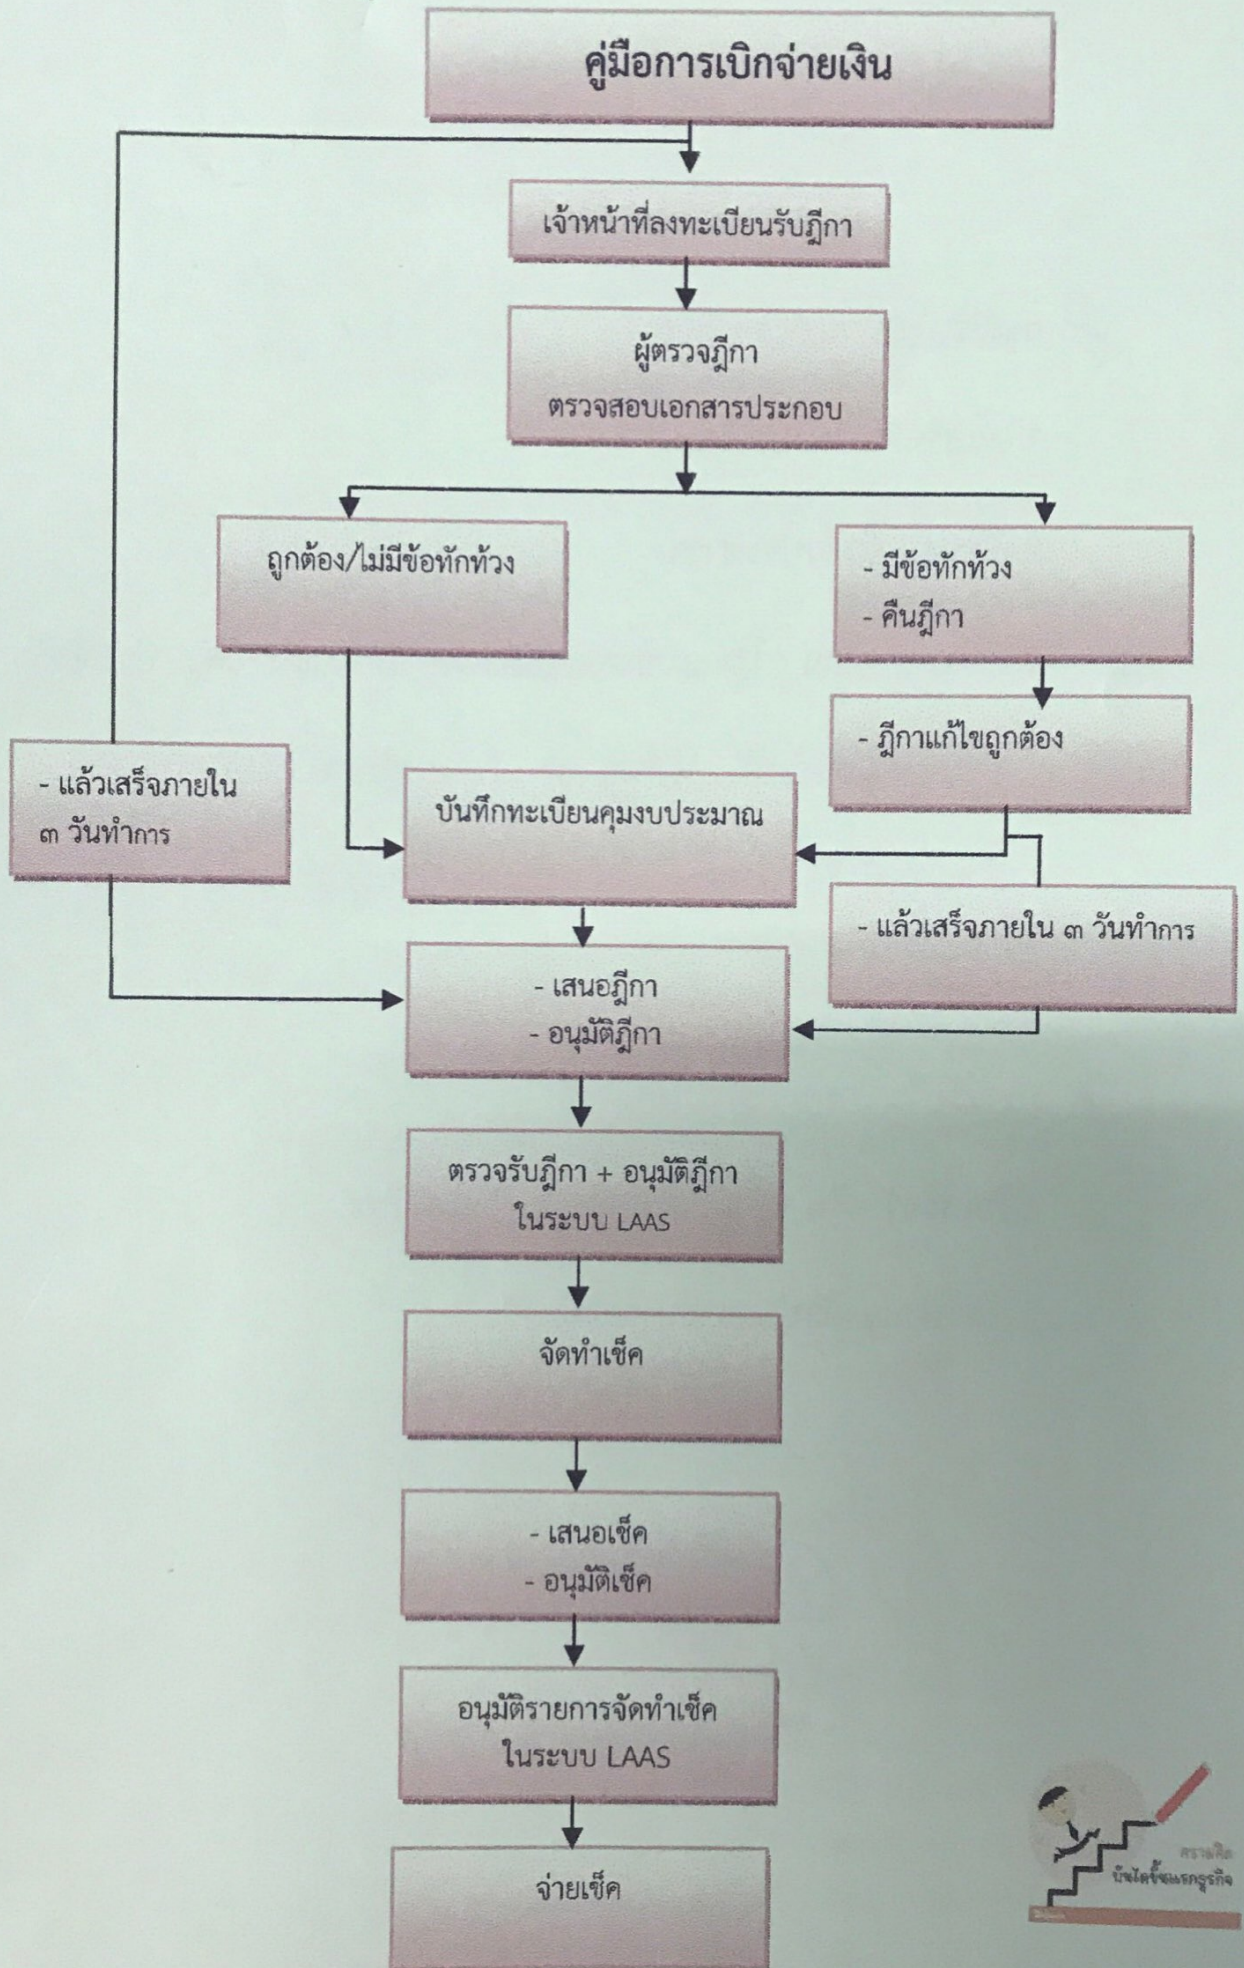 คู่มือการเบิกจ่ายเงิน
เจ้าหน้าที่ลงทะเบียนรับฎีกา
ผู้ตรวจฎีกา
ตรวจสอบเอกสารประกอบ
ถูกต้อง/ไม่มีข้อทักท้วง
- มีข้อทักท้วง
- คืนฎีกา
- ฎีกาแก้ไขถูกต้อง
- แล้วเสร็จภายใน
๓ วันทำการ
บันทึกทะเบียนคุมงบประมาณ
- แล้วเสร็จภายใน ๓ วันทำการ
- เสนอฎีกา
- อนุมัติฎีกา
ตรวจรับฎีกา + อนุมัติฎีกา
ในระบบ LAAS
จัดทำเช็ค
- เสนอเช็ค
- อนุมัติเช็ค
อนุมัติรายการจัดทำเช็ค
ในระบบ LAAS
จ่ายเช็ค
บันไดขั้นแรกธุรกิจ